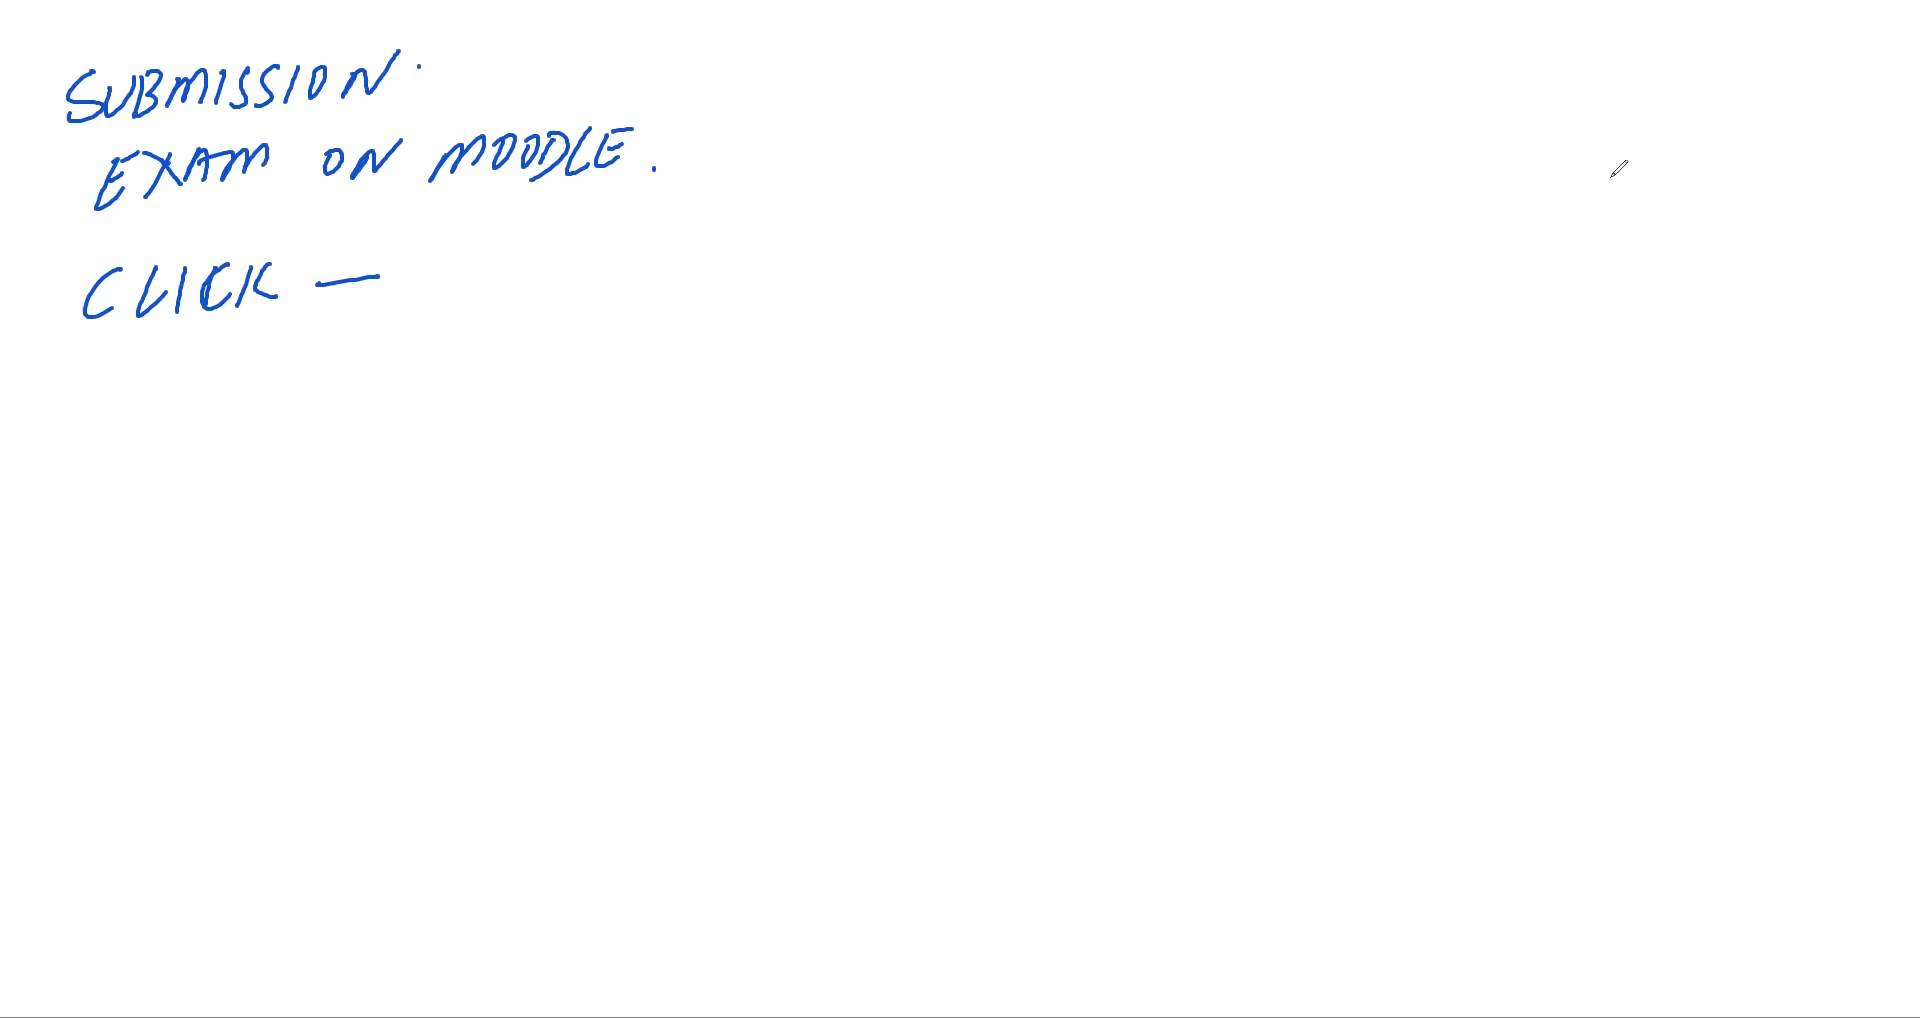 SUBMISSION.
EXAM ON MOODLE.
CLICK —